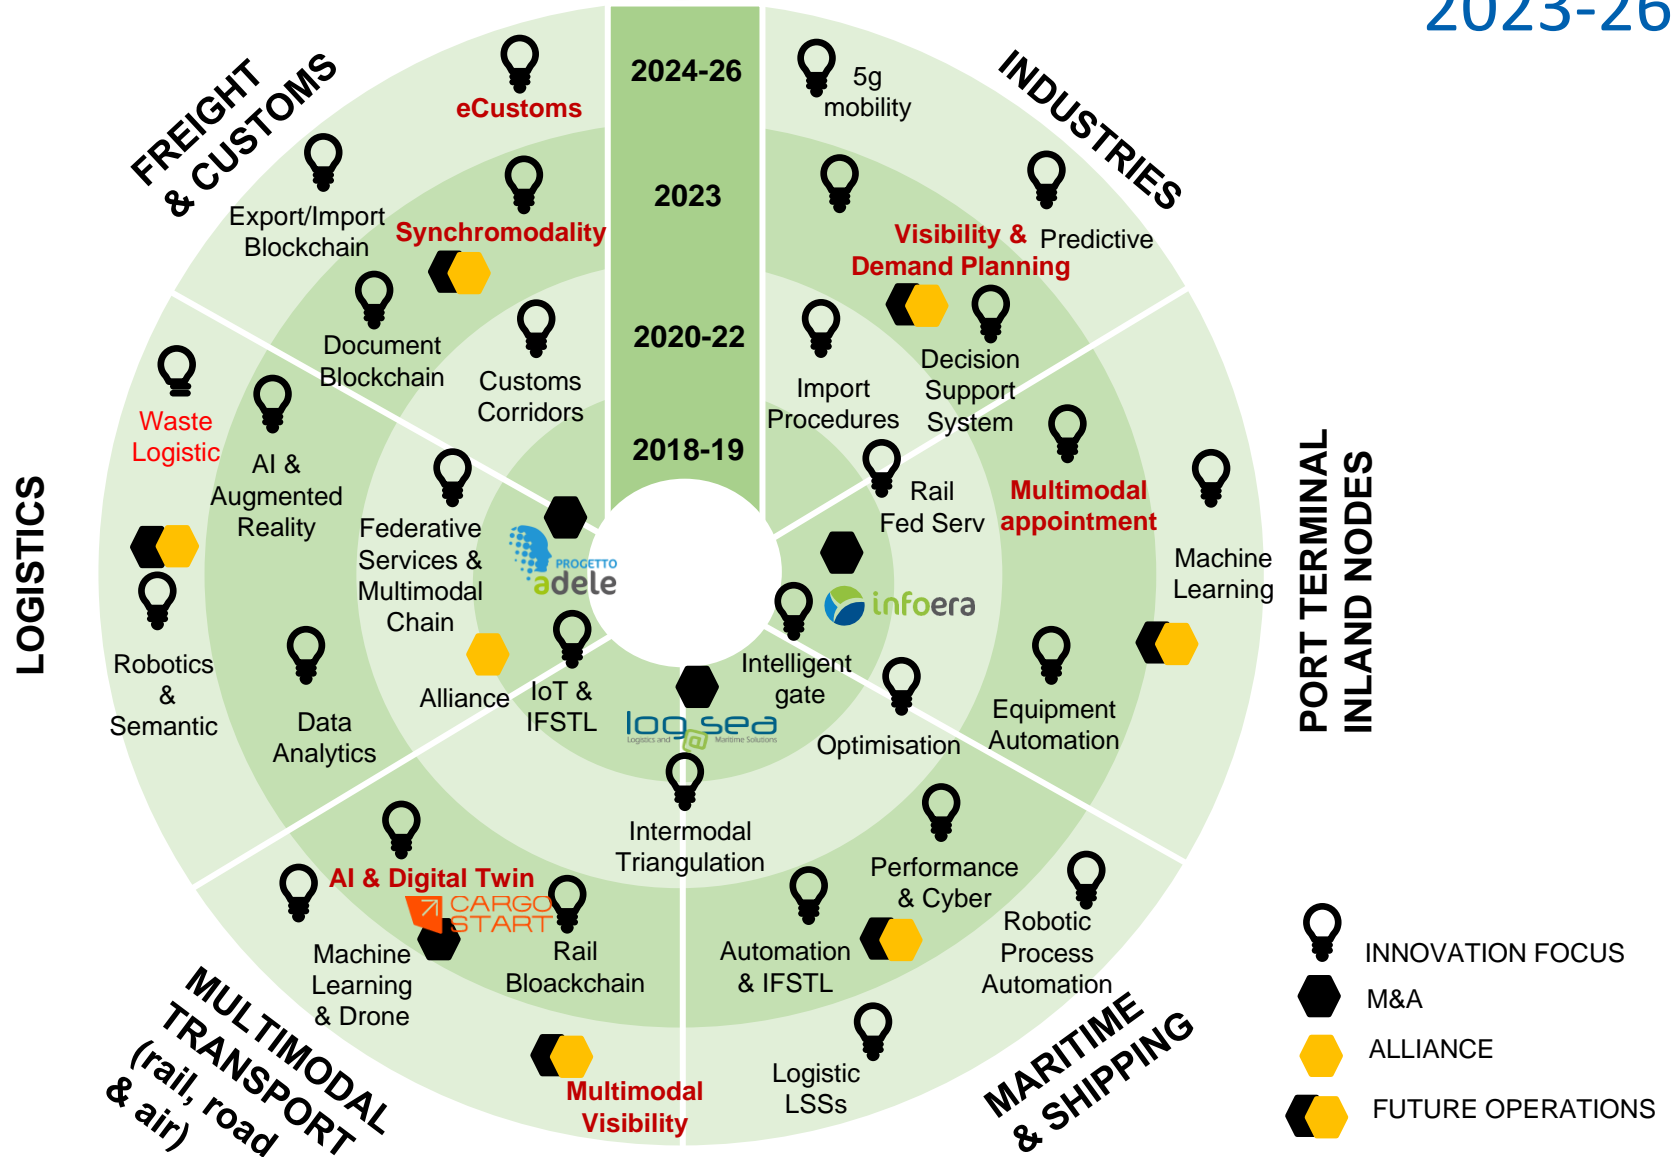 2023-26
FREIGHT
& CUSTOMS
INDUSTRIES
LOGISTICS
PORT TERMINAL
INLAND NODES
MULTIMODAL
TRANSPORT
(rail, road
& air)
MARITIME
& SHIPPING
2024-26
2023
2020-22
2018-19
eCustoms
Export/Import
Blockchain
Synchromodality
Document
Blockchain
Customs
Corridors
5g
mobility
Visibility &
Demand Planning
Predictive
Import
Procedures
Decision
Support
System
Waste
Logistic
AI &
Augmented
Reality
Federative
Services &
Multimodal
Chain
PROGETTO
adele
Robotics
&
Semantic
Data
Analytics
Alliance
IoT &
IFSTL
Rail
Fed Serv
Multimodal
appointment
Machine
Learning
infoera
Intelligent
gate
Optimisation
Equipment
Automation
log@sea
Logistics and Maritime Solutions
Intermodal
Triangulation
AI & Digital Twin
CARGO
START
Machine
Learning
& Drone
Rail
Bloackchain
Multimodal
Visibility
Performance
& Cyber
Automation
& IFSTL
Robotic
Process
Automation
Logistic
LSSs
INNOVATION FOCUS
M&A
ALLIANCE
FUTURE OPERATIONS